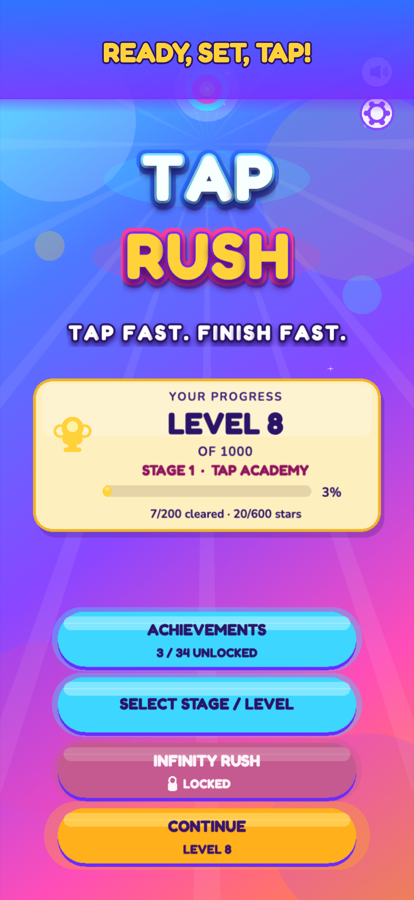 READY, SET, TAP!
TAP
RUSH
TAP FAST. FINISH FAST.
YOUR PROGRESS
LEVEL 8
OF 1000
STAGE 1 · TAP ACADEMY
3%
7/200 cleared · 20/600 stars
ACHIEVEMENTS
3 / 34 UNLOCKED
SELECT STAGE / LEVEL
INFINITY RUSH
LOCKED
CONTINUE
LEVEL 8